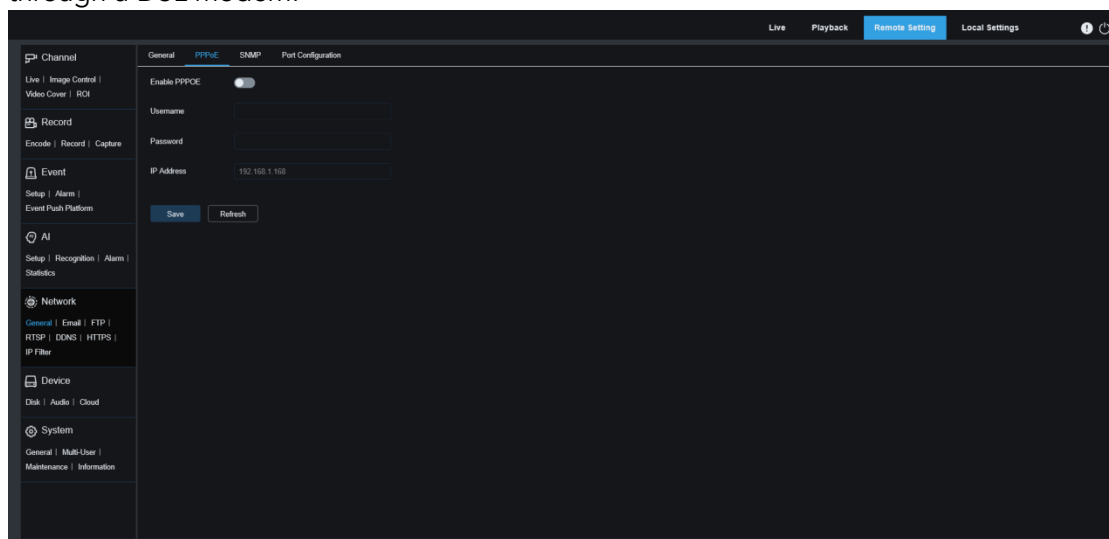 through a DSL modem.
Live Playback Remote Setting Local Settings
Channel
Live | Image Control |
Video Cover | ROI
Record
Encode | Record | Capture
Event
Setup | Alarm |
Event Push Platform
AI
Setup | Recognition | Alarm |
Statistics
Network
General | Email | FTP |
RTSP | DDNS | HTTPS |
IP Filter
Device
Disk | Audio | Cloud
System
General | Multi-User |
Maintenance | Information
General PPPoE SNMP Port Configuration
Enable PPPOE
Username
Password
IP Address 192.168.1.168
Save Refresh